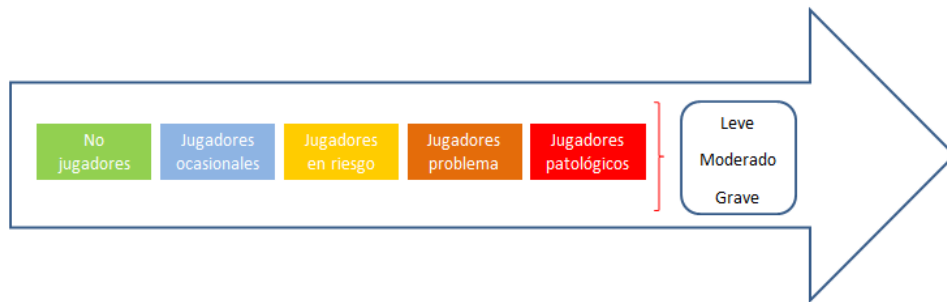 No
jugadores
Jugadores
ocasionales
Jugadores
en riesgo
Jugadores
problema
Jugadores
patológicos
Leve
Moderado
Grave